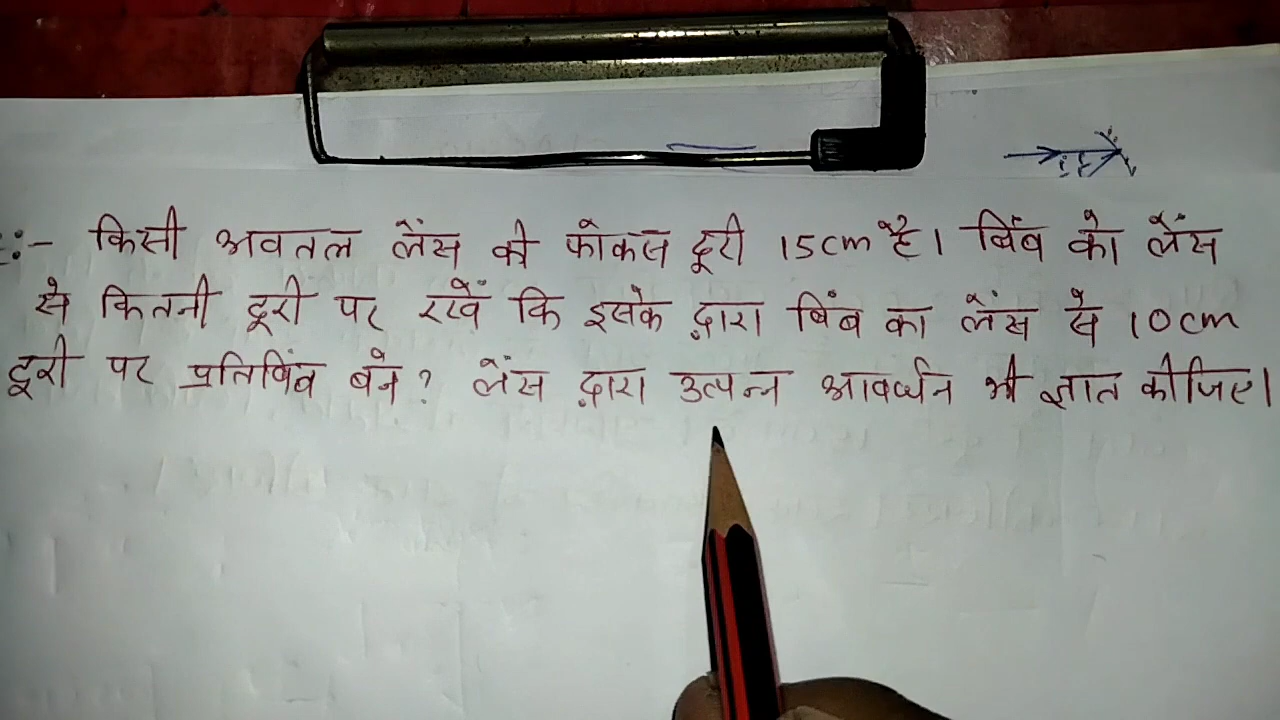 :- किसी अवतल लेंस की फोकस दूरी 15cm है। बिंब को लेंस
से कितनी दूरी पर रखें कि इसके द्वारा बिंब का लेंस से 10cm
दूरी पर प्रतिबिंब बने? लेंस द्वारा उत्पन्न आवर्धन भी ज्ञात कीजिए।